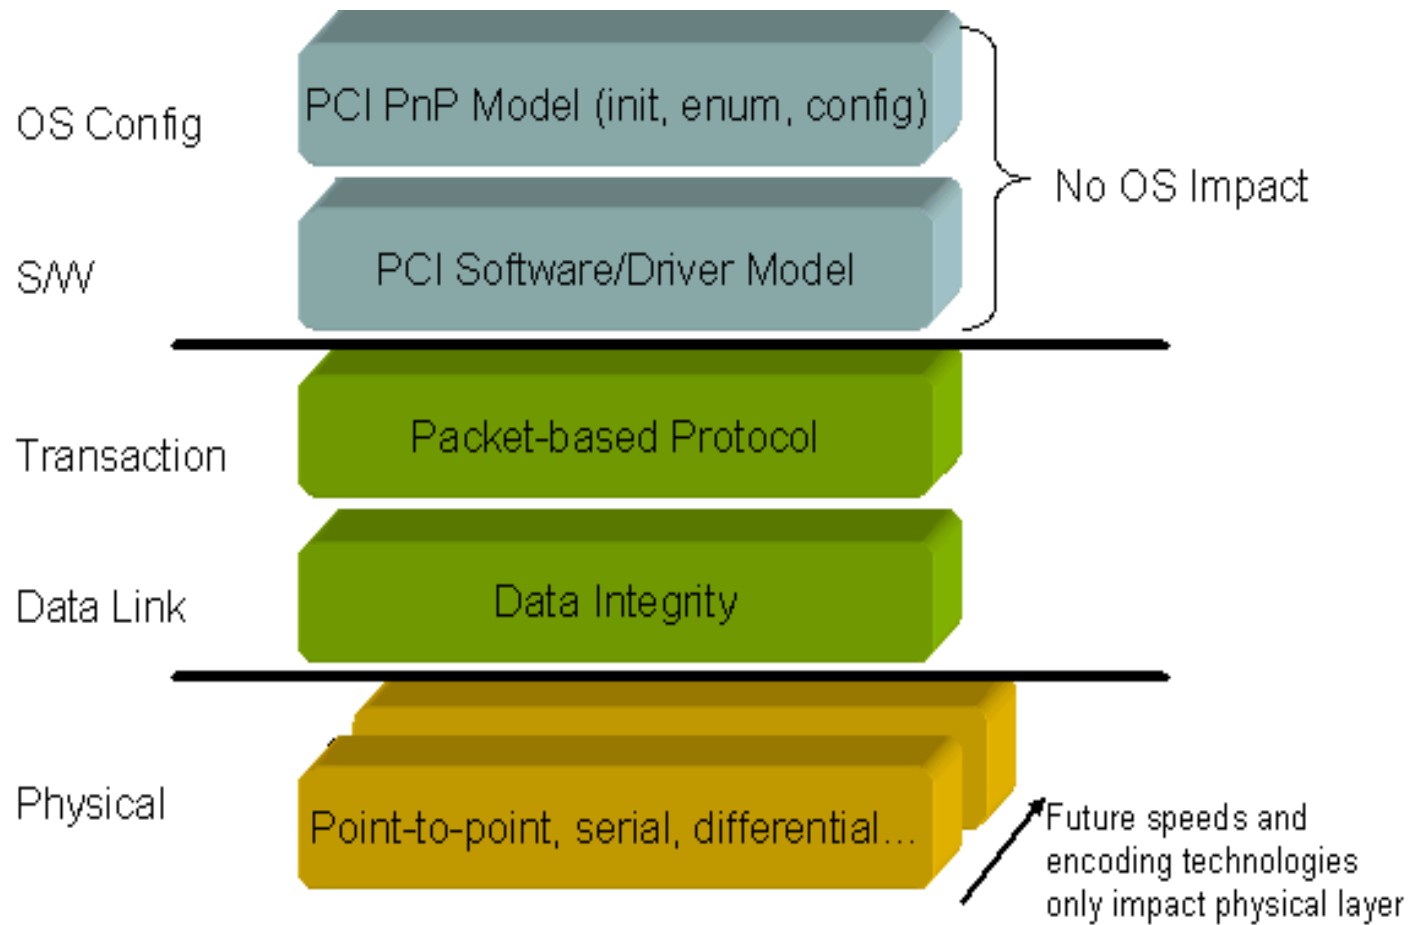 OS Config
PCI PnP Model (init, enum, config)
No OS Impact
S/W
PCI Software/Driver Model
Transaction
Packet-based Protocol
Data Link
Data Integrity
Physical
Point-to-point, serial, differential...
Future speeds and
encoding technologies
only impact physical layer